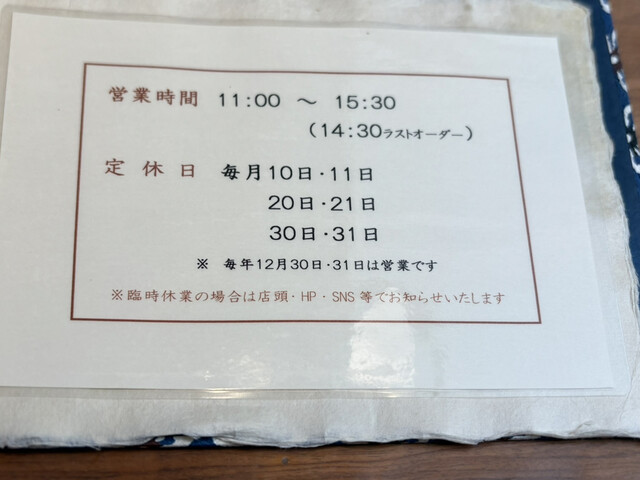 営業時間 11:00 ～ 15:30
(14:30ラストオーダー)
定休日 毎月10日・11日
20日・21日
30日・31日
※ 毎年12月30日・31日は営業です
※臨時休業の場合は店頭・HP・SNS等でお知らせいたします